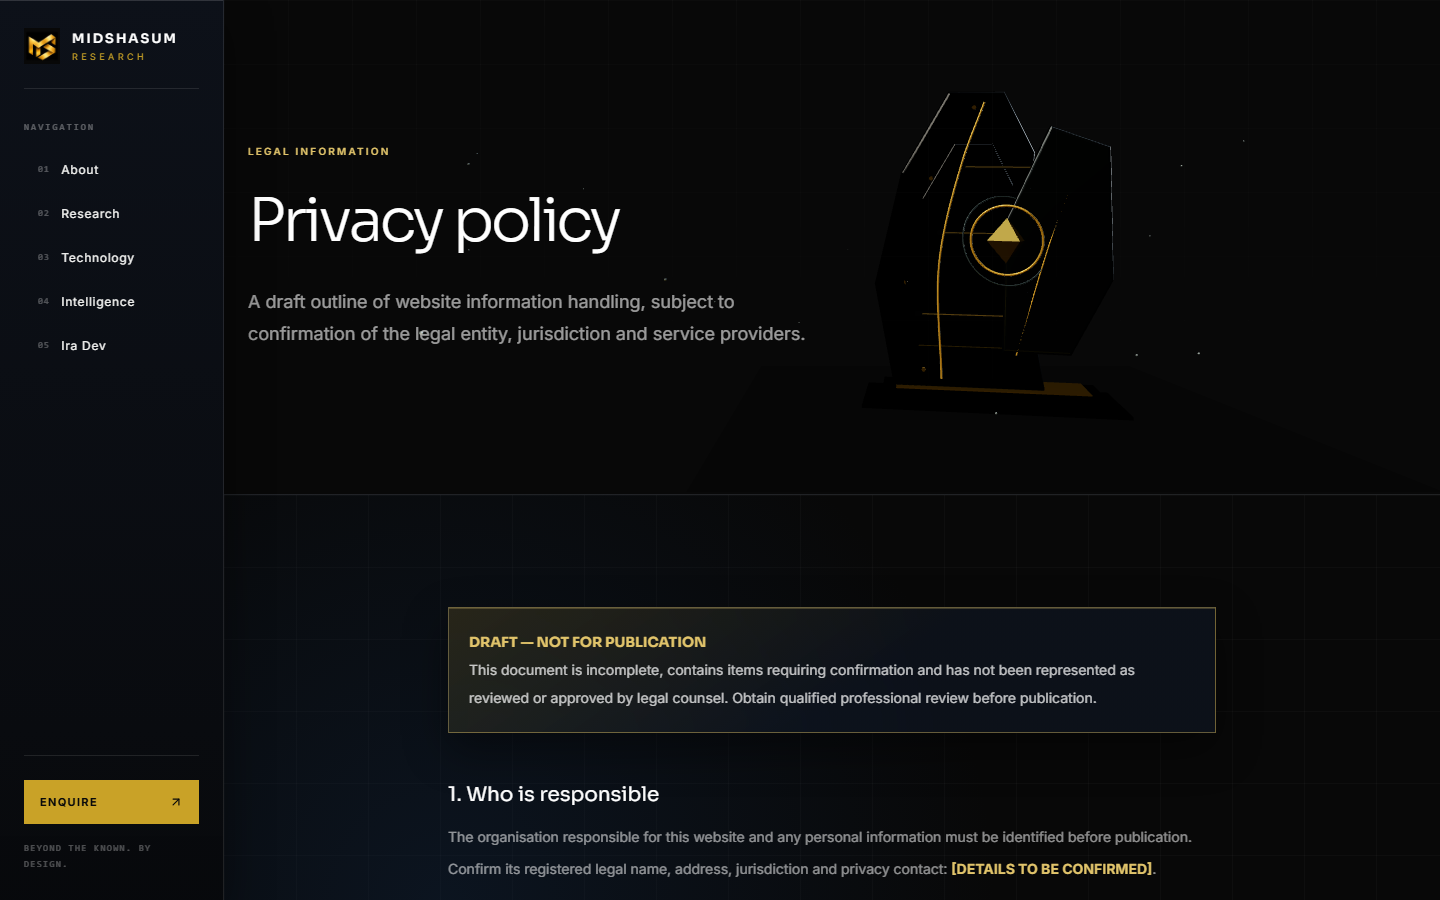 MIDSHASUM
RESEARCH
NAVIGATION
01 About
02 Research
03 Technology
04 Intelligence
05 Ira Dev
ENQUIRE
BEYOND THE KNOWN. BY
DESIGN.
LEGAL INFORMATION
Privacy policy
A draft outline of website information handling, subject to
confirmation of the legal entity, jurisdiction and service providers.
DRAFT — NOT FOR PUBLICATION
This document is incomplete, contains items requiring confirmation and has not been represented as
reviewed or approved by legal counsel. Obtain qualified professional review before publication.
1. Who is responsible
The organisation responsible for this website and any personal information must be identified before publication.
Confirm its registered legal name, address, jurisdiction and privacy contact: [DETAILS TO BE CONFIRMED].